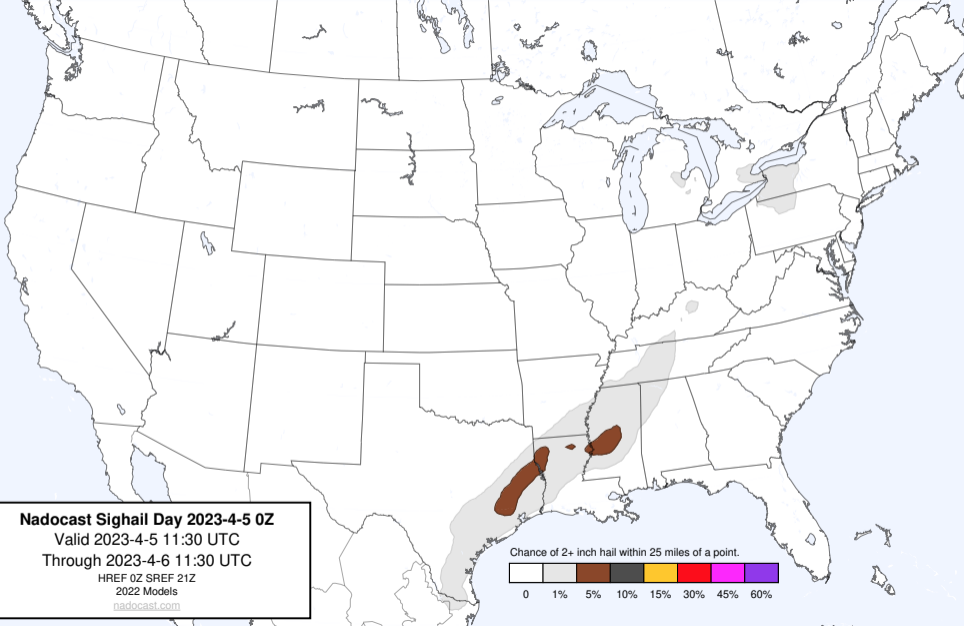 Nadocast Sighail Day 2023-4-5 0Z
Valid 2023-4-5 11:30 UTC
Through 2023-4-6 11:30 UTC
HREF 0Z SREF 21Z
2022 Models
nadocast.com
Chance of 2+ inch hail within 25 miles of a point.
0 1% 5% 10% 15% 30% 45% 60%